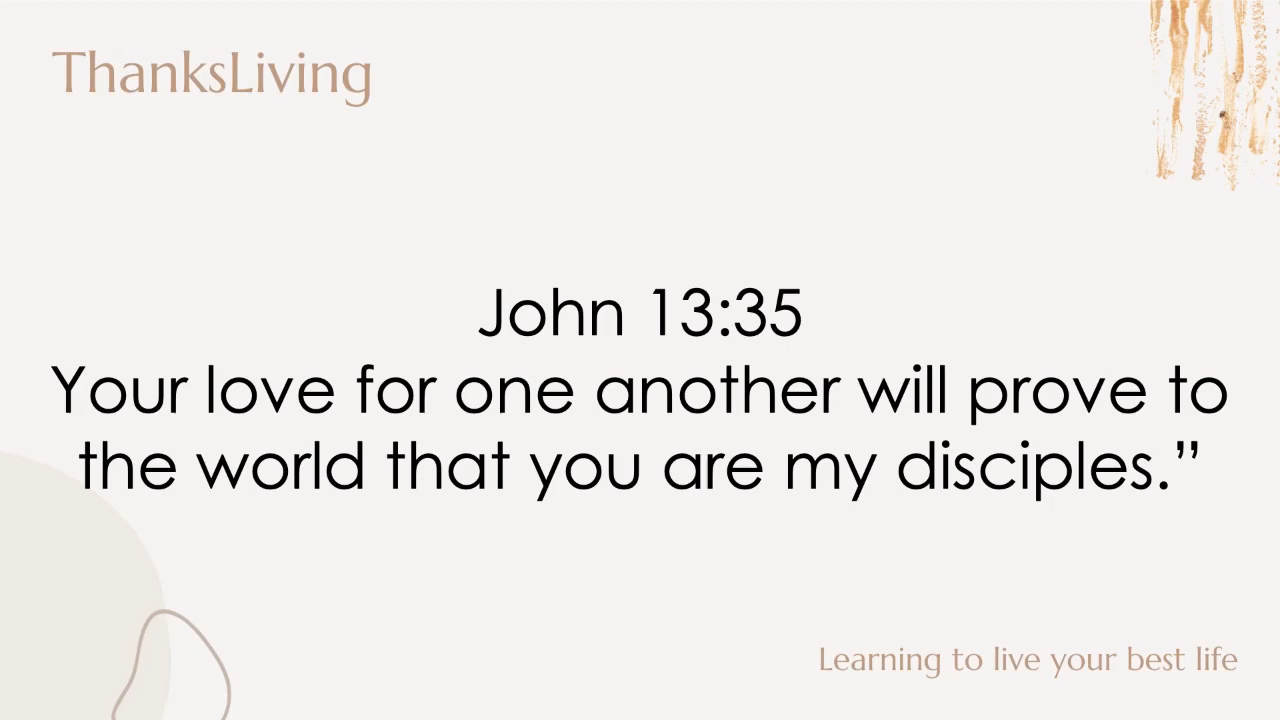 ThanksLiving
John 13:35
Your love for one another will prove to
the world that you are my disciples.”
Learning to live your best life